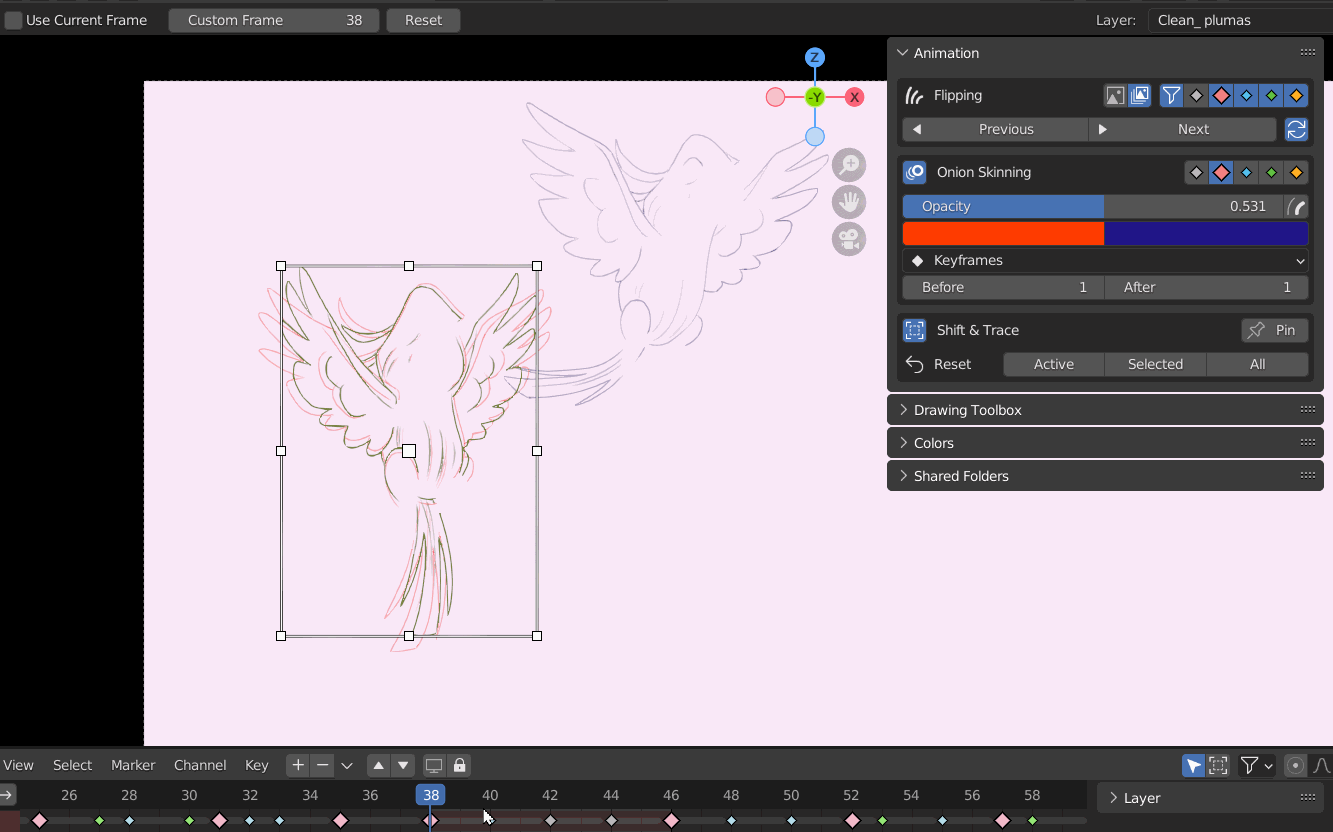 Use Current Frame Custom Frame 38 Reset Layer: Clean_ plumas
Animation
Flipping
Previous Next
Onion Skinning
Opacity 0.531
Keyframes
Before 1 After 1
Shift & Trace Pin
Reset Active Selected All
Drawing Toolbox
Colors
Shared Folders
Z
-Y X
View Select Marker Channel Key
26 28 30 32 34 36 38 40 42 44 46 48 50 52 54 56 58
Layer